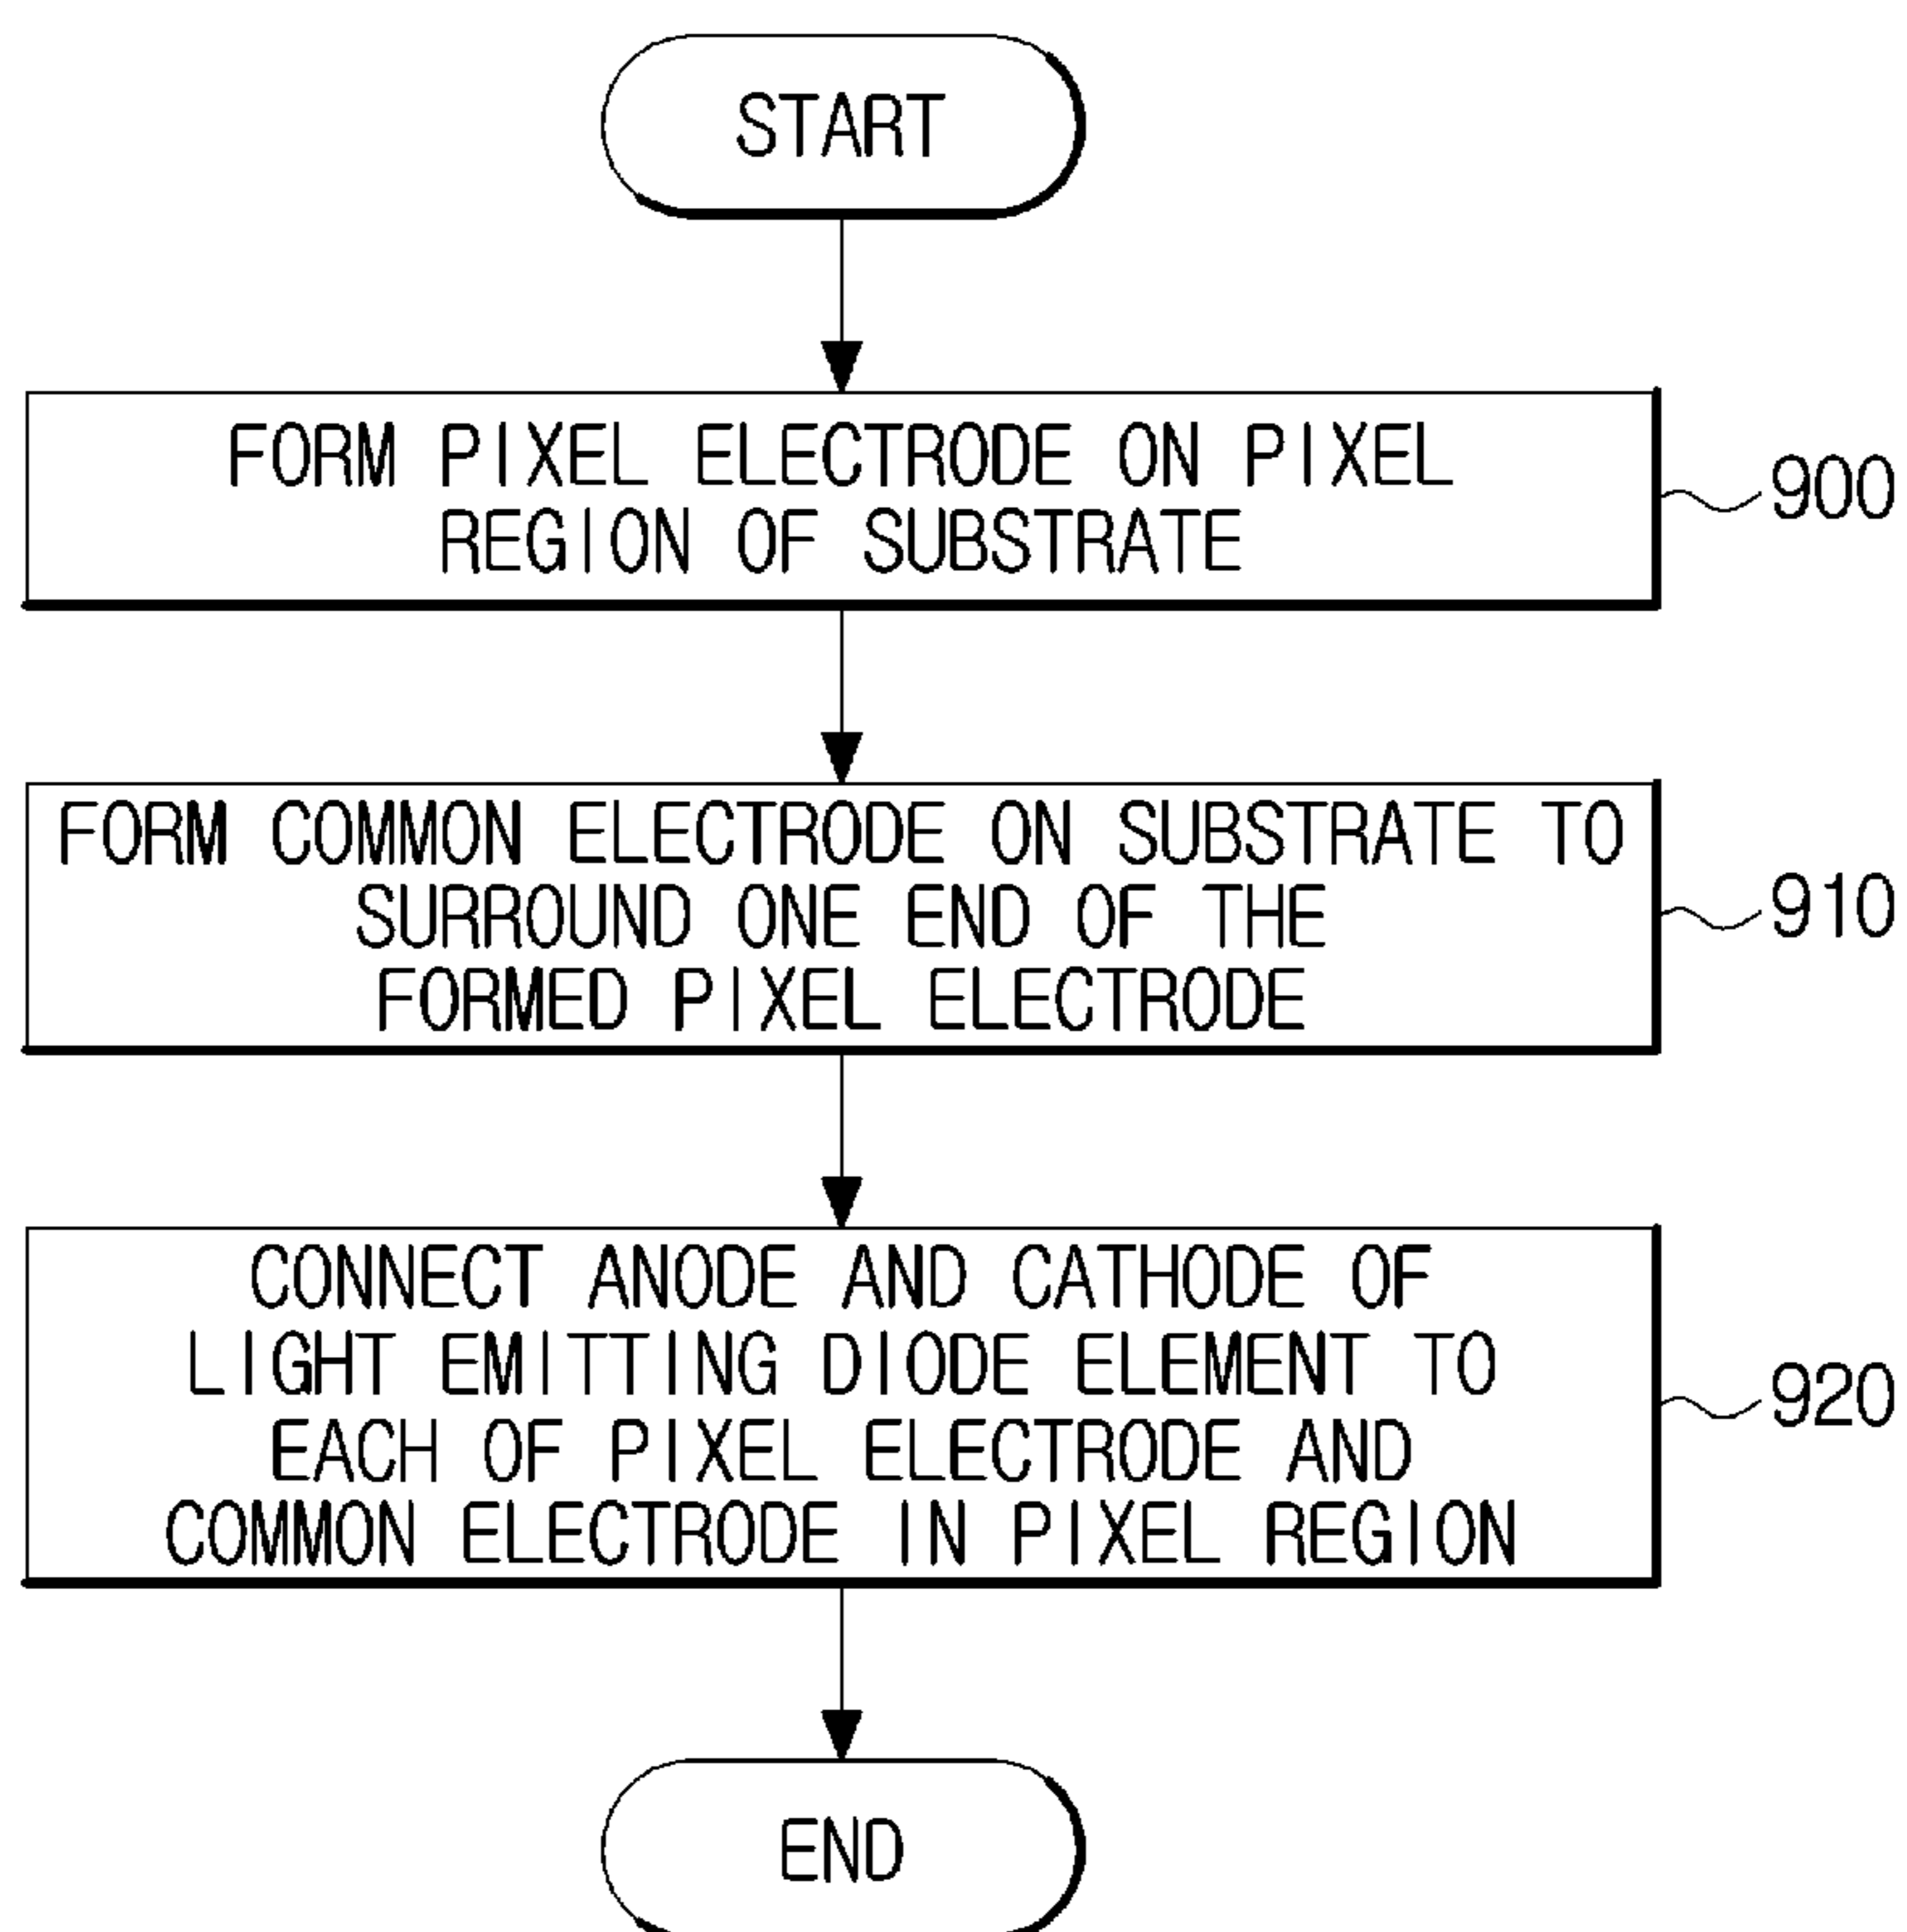 START
FORM PIXEL ELECTRODE ON PIXEL
REGION OF SUBSTRATE
900
FORM COMMON ELECTRODE ON SUBSTRATE TO
SURROUND ONE END OF THE
FORMED PIXEL ELECTRODE
910
CONNECT ANODE AND CATHODE OF
LIGHT EMITTING DIODE ELEMENT TO
EACH OF PIXEL ELECTRODE AND
COMMON ELECTRODE IN PIXEL REGION
920
END